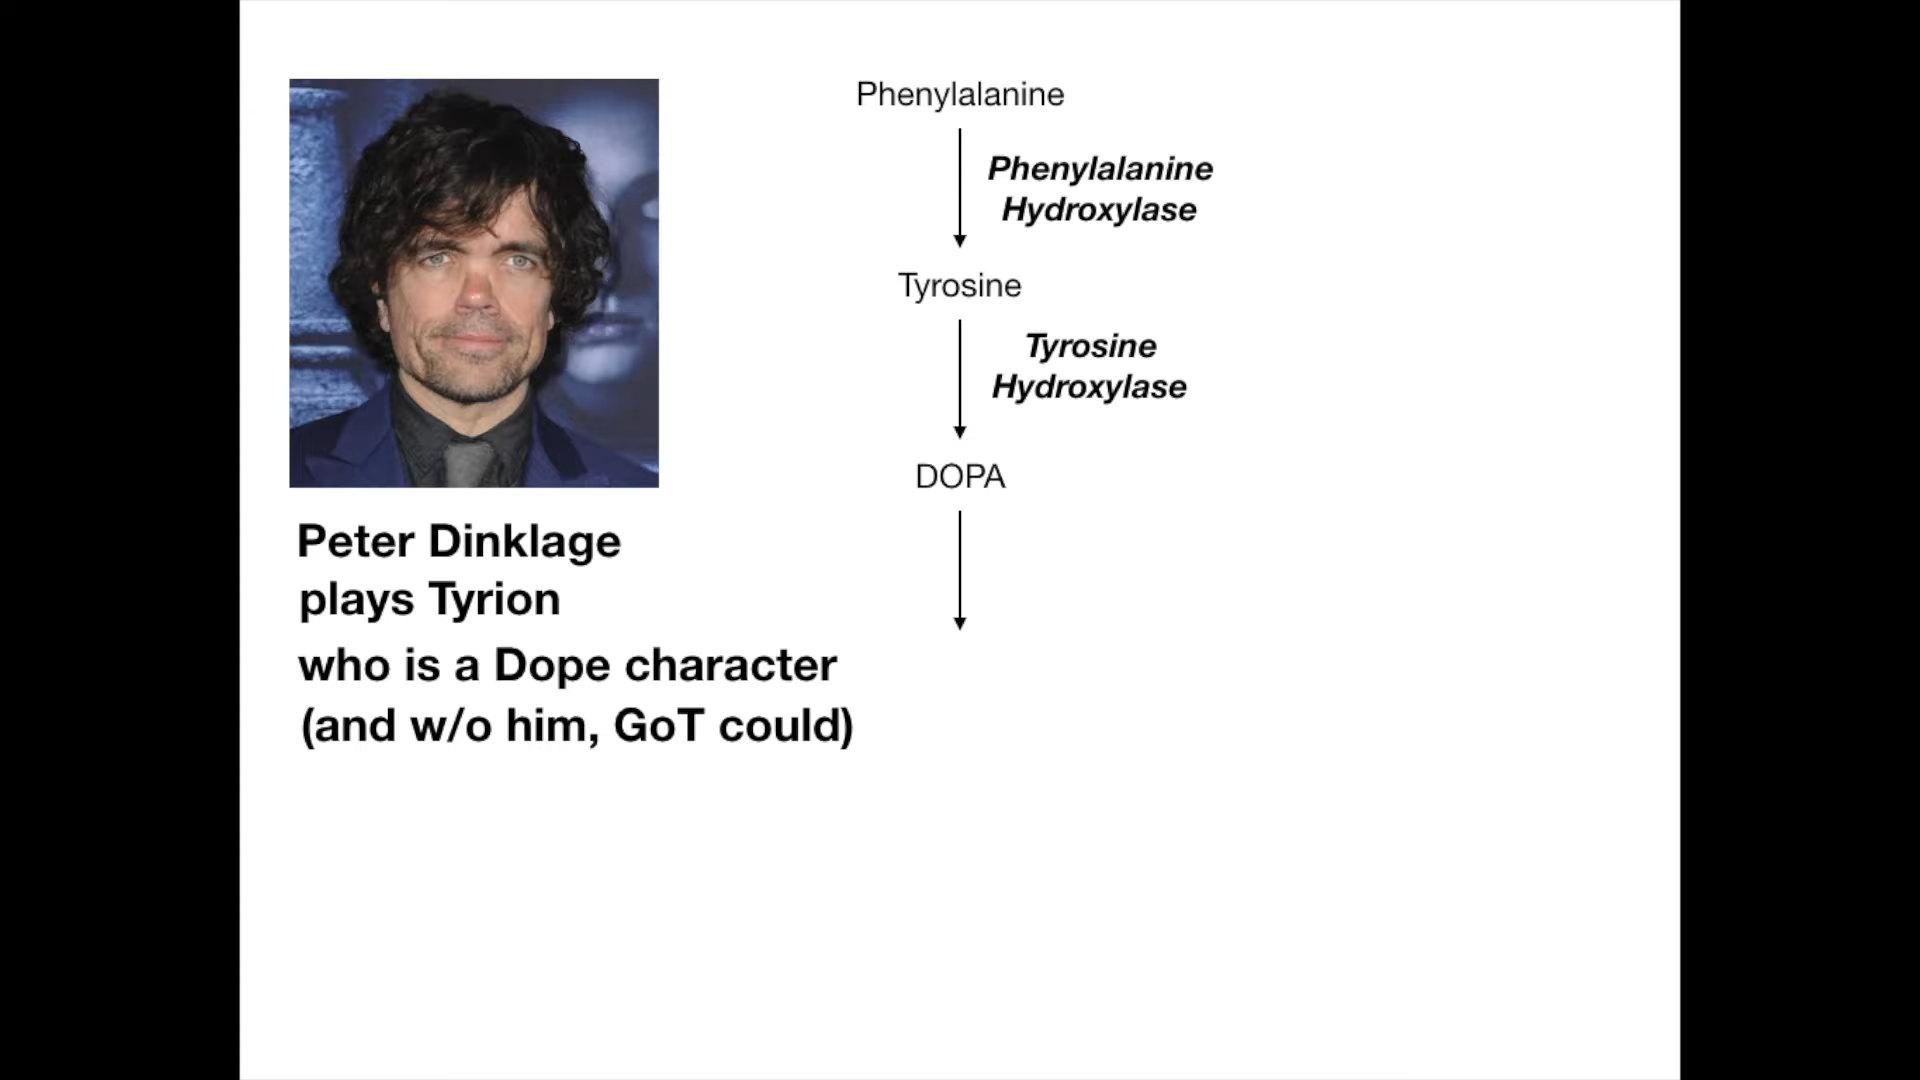 Phenylalanine
Phenylalanine
Hydroxylase
Tyrosine
Tyrosine
Hydroxylase
DOPA
Peter Dinklage
plays Tyrion
who is a Dope character
(and w/o him, GoT could)